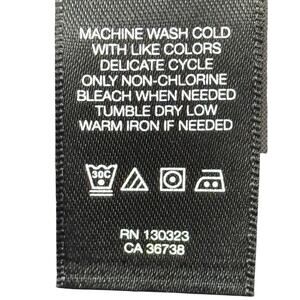 MACHINE WASH COLD
WITH LIKE COLORS
DELICATE CYCLE
ONLY NON-CHLORINE
BLEACH WHEN NEEDED
TUMBLE DRY LOW
WARM IRON IF NEEDED
30C
RN 130323
CA 36738